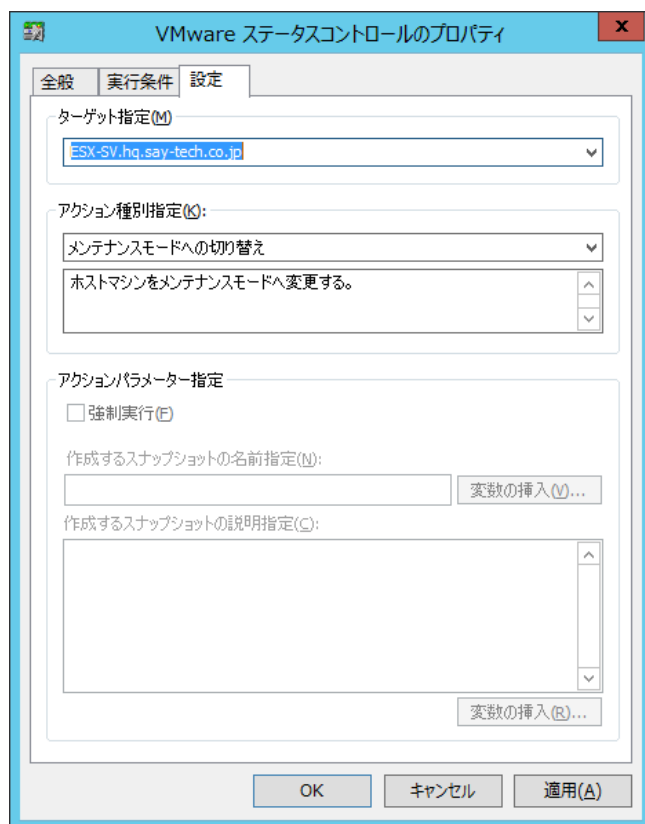 VMware ステータスコントロールのプロパティ
x
全般 実行条件 設定
ターゲット指定(M)
ESX-SV.hq.say-tech.co.jp
アクション種別指定(K):
メンテナンスモードへの切り替え
ホストマシンをメンテナンスモードへ変更する。
アクションパラメーター指定
強制実行(F)
作成するスナップショットの名前指定(N):
変数の挿入(V)...
作成するスナップショットの説明指定(C):
変数の挿入(R)...
OK キャンセル 適用(A)